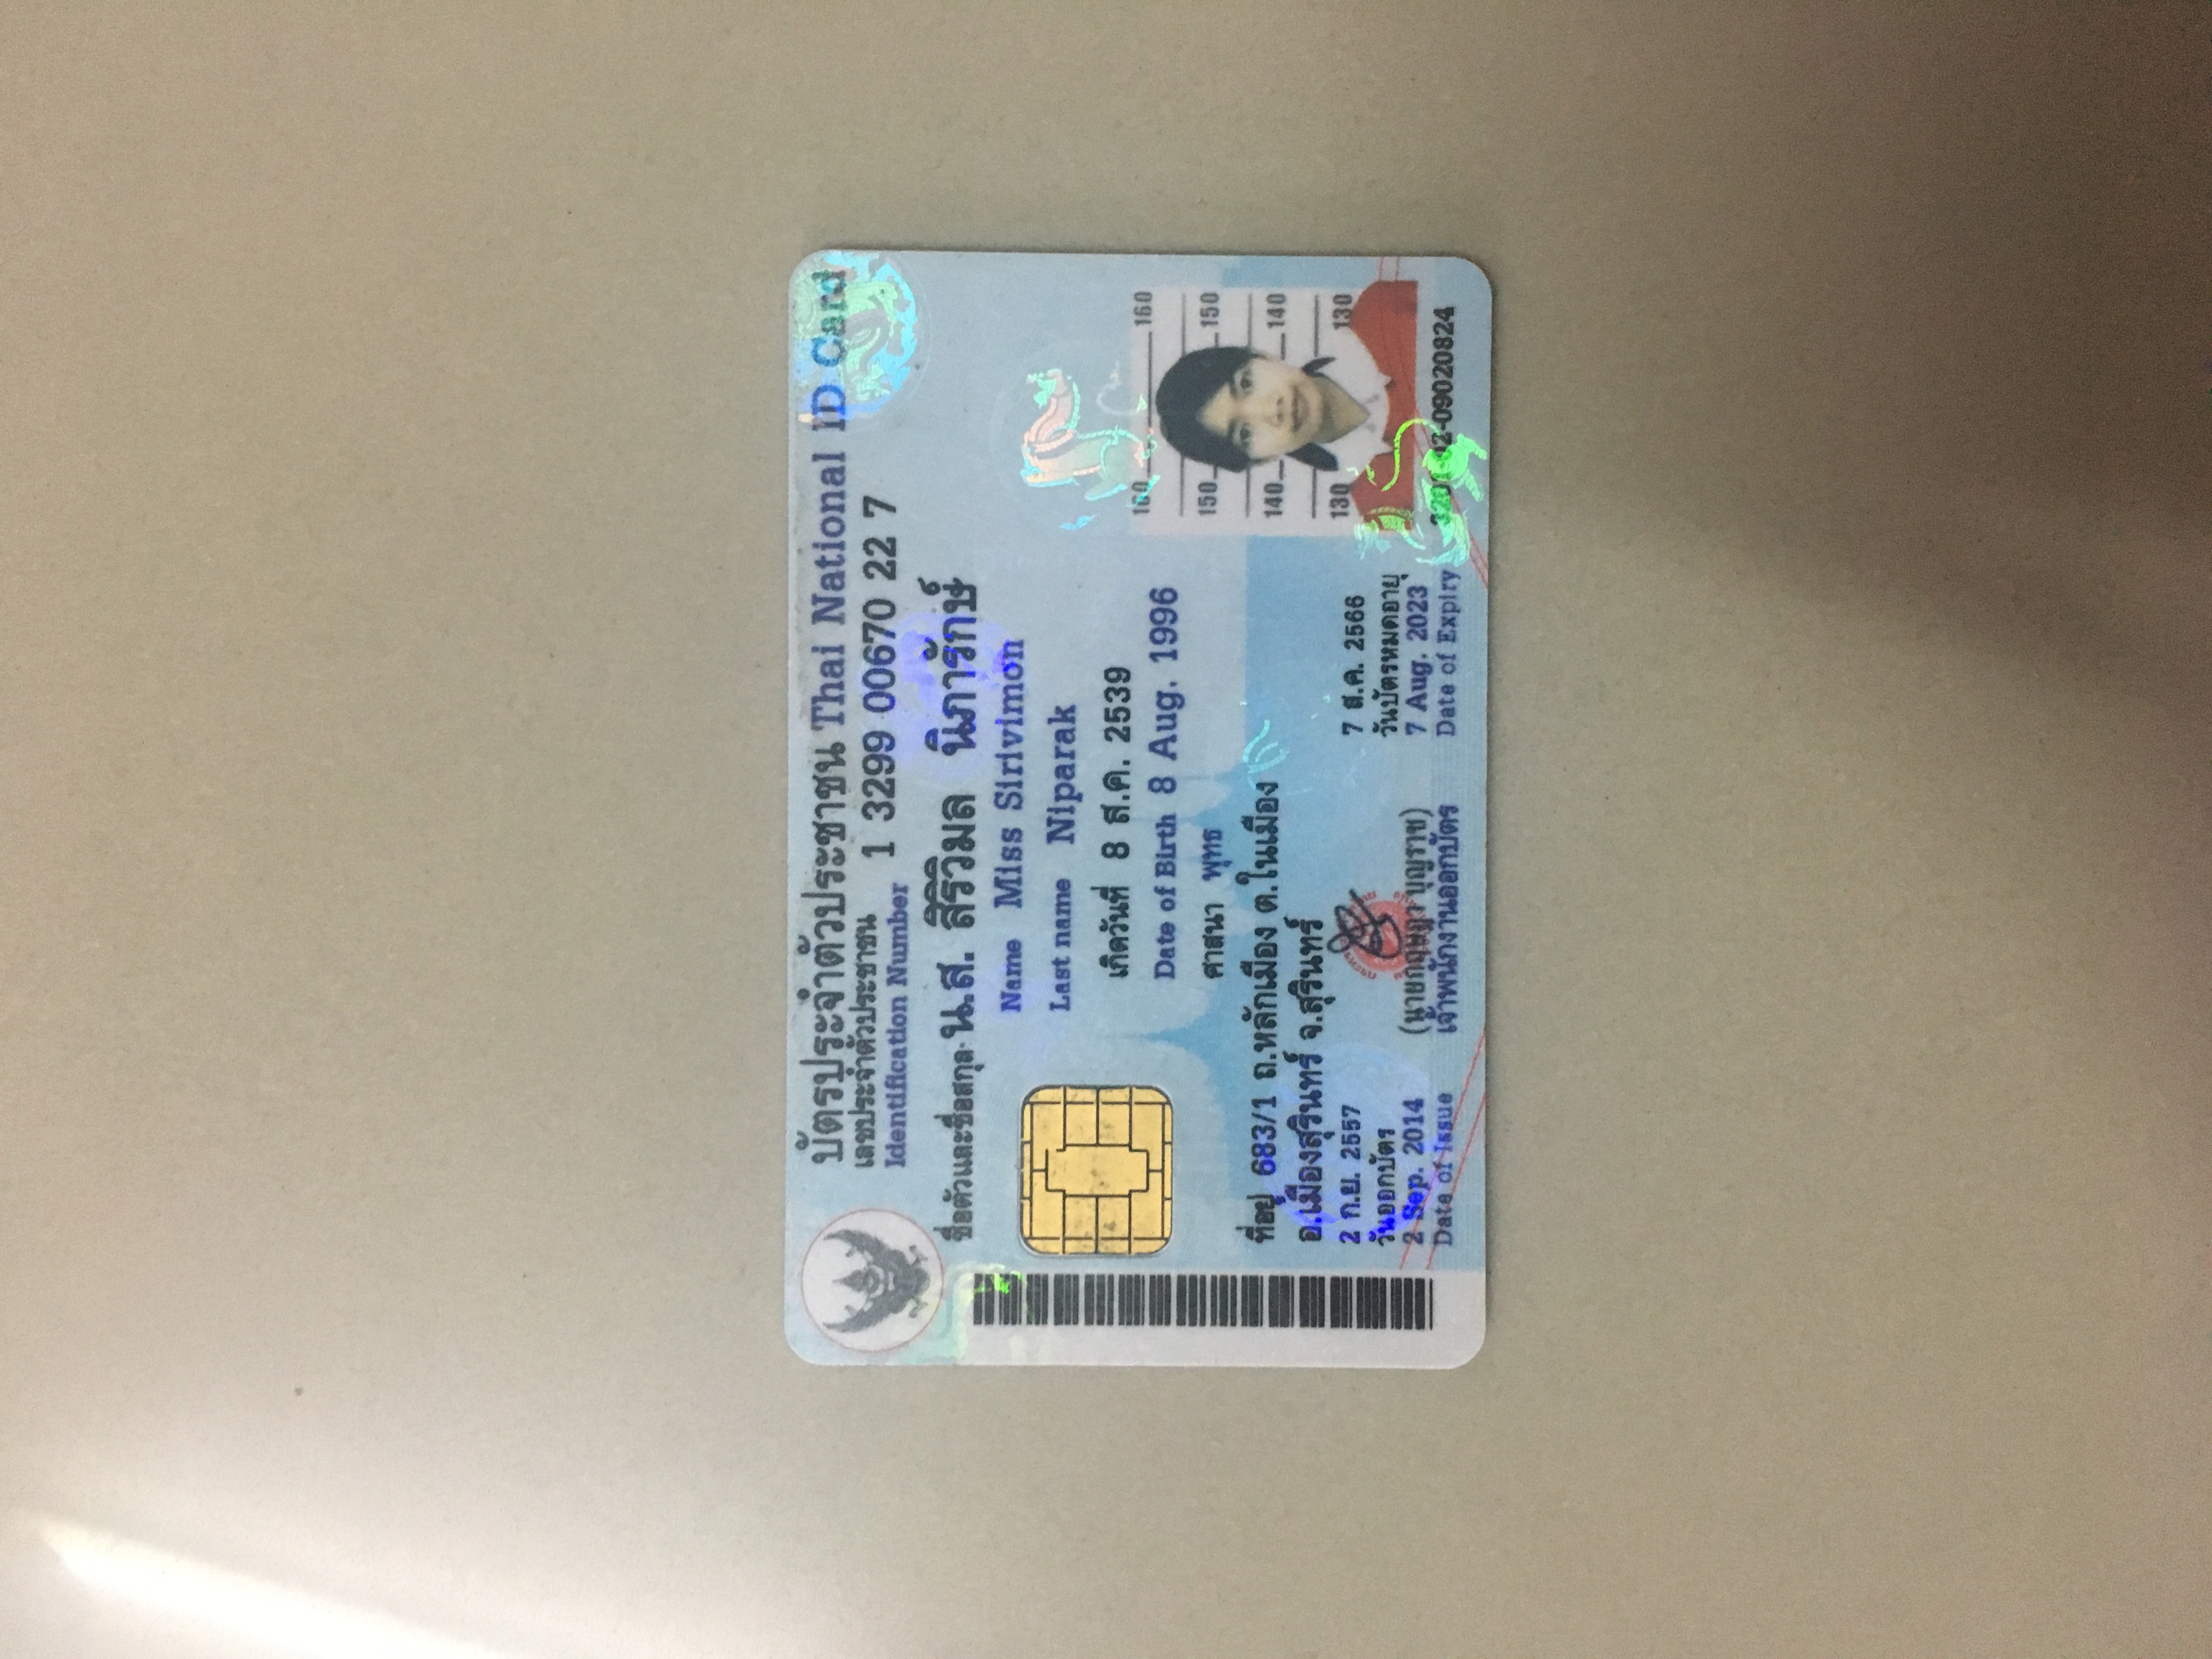 บัตรประจำตัวประชาชน Thai National ID Card
เลขประจำตัวประชาชน
Identification Number 1 3299 00670 22 7
ชื่อตัวและชื่อสกุล น.ส. สิริวิมล นิภารักษ์
Name Miss Sirivimon
Last name Niparak
เกิดวันที่ 8 ส.ค. 2539
Date of Birth 8 Aug. 1996
ศาสนา พุทธ
ที่อยู่ 683/1 ถ.หลักเมือง ต.ในเมือง
อ.เมืองสุรินทร์ จ.สุรินทร์
2 ก.ย. 2557
วันออกบัตร
2 Sep. 2014
Date of Issue
(นายกฤษฎา บุญราช)
เจ้าพนักงานออกบัตร
7 ส.ค. 2566
วันบัตรหมดอายุ
7 Aug. 2023
Date of Expiry
160 160
150 150
140 140
130 130
3201-02-09020824